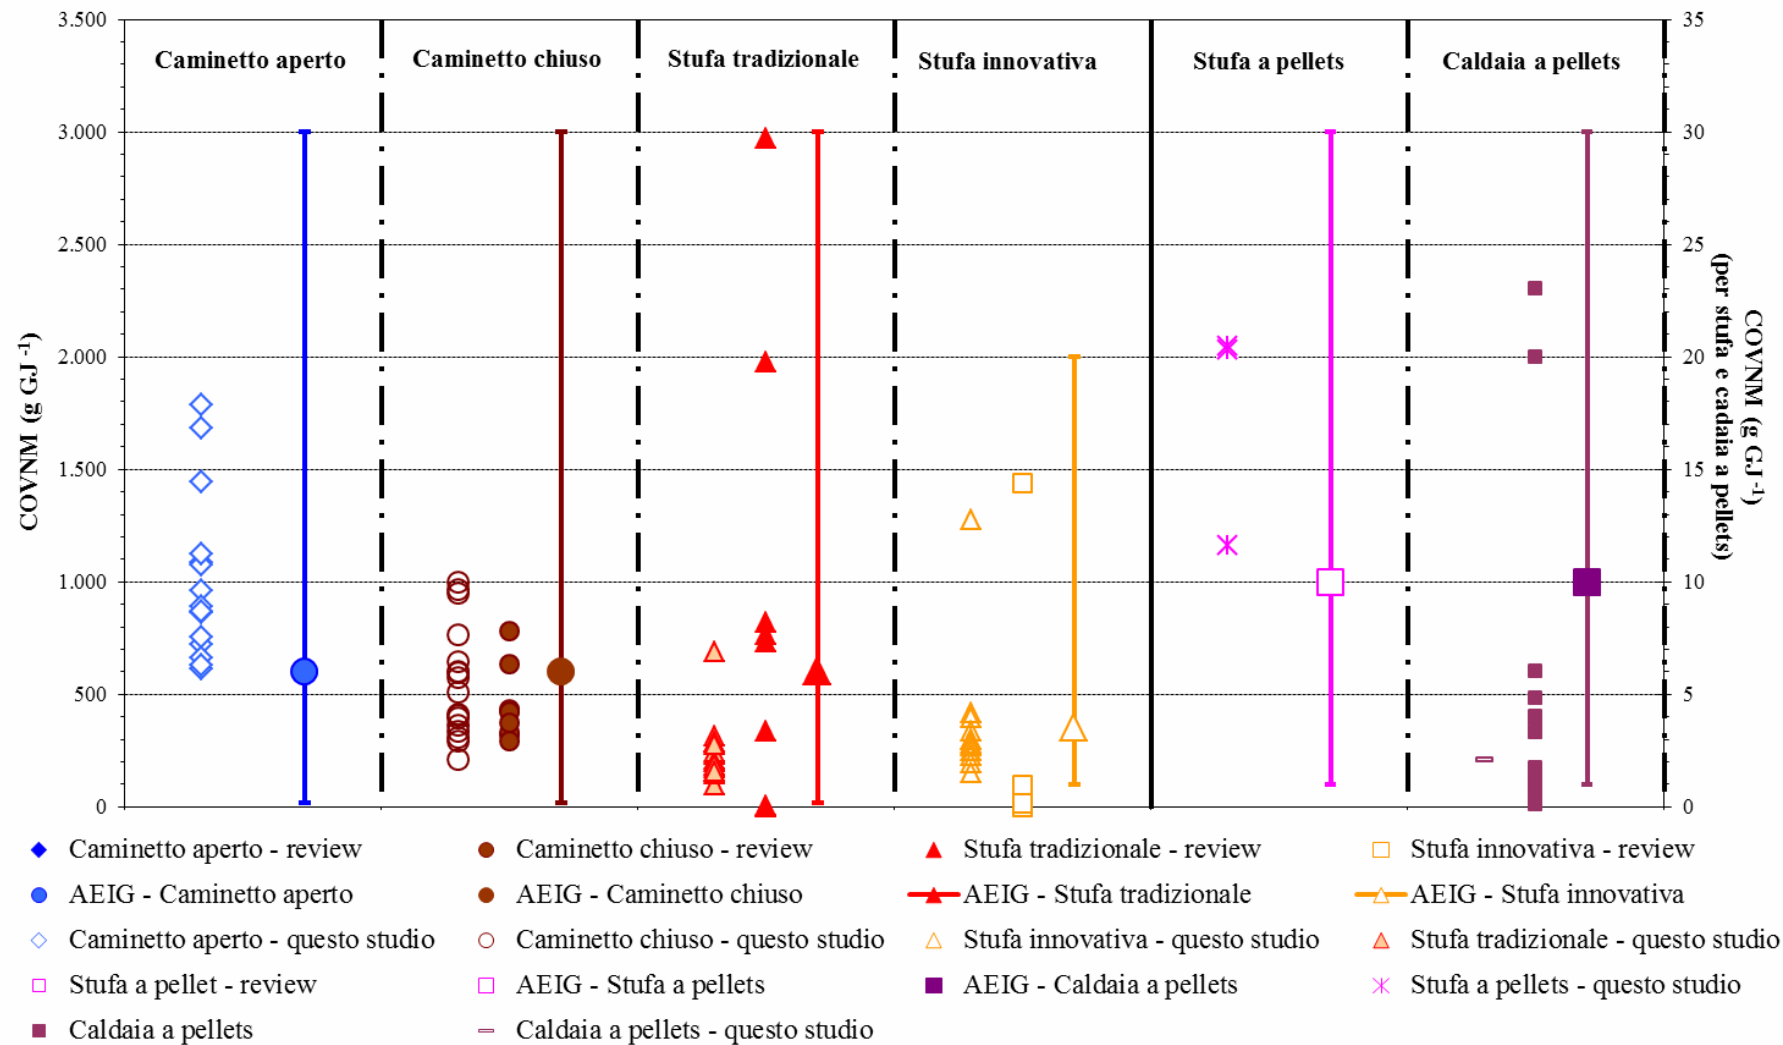 Caminetto aperto
Caminetto chiuso
Stufa tradizionale
Stufa innovativa
Stufa a pellets
Caldaia a pellets
COVNM (g GJ -1)
3.500
3.000
2.500
2.000
1.500
1.000
500
0
35
30
25
20
15
10
5
0
COVNM (g GJ -1)
(per stufa e cadaia a pellets)
Caminetto aperto - review
Caminetto chiuso - review
Stufa tradizionale - review
Stufa innovativa - review
AEIG - Caminetto aperto
AEIG - Caminetto chiuso
AEIG - Stufa tradizionale
AEIG - Stufa innovativa
Caminetto aperto - questo studio
Caminetto chiuso - questo studio
Stufa innovativa - questo studio
Stufa tradizionale - questo studio
Stufa a pellet - review
AEIG - Stufa a pellets
AEIG - Caldaia a pellets
Stufa a pellets - questo studio
Caldaia a pellets
Caldaia a pellets - questo studio